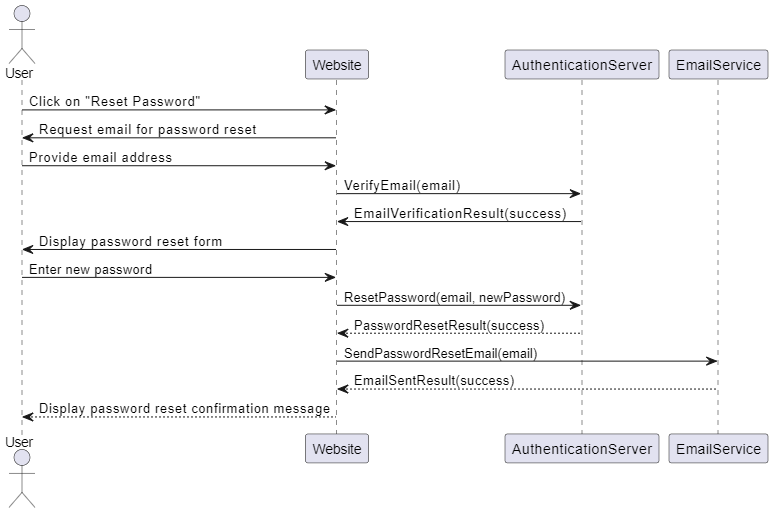 User
Website
AuthenticationServer
EmailService
Click on "Reset Password"
Request email for password reset
Provide email address
VerifyEmail(email)
EmailVerificationResult(success)
Display password reset form
Enter new password
ResetPassword(email, newPassword)
PasswordResetResult(success)
SendPasswordResetEmail(email)
EmailSentResult(success)
Display password reset confirmation message
User
Website
AuthenticationServer
EmailService